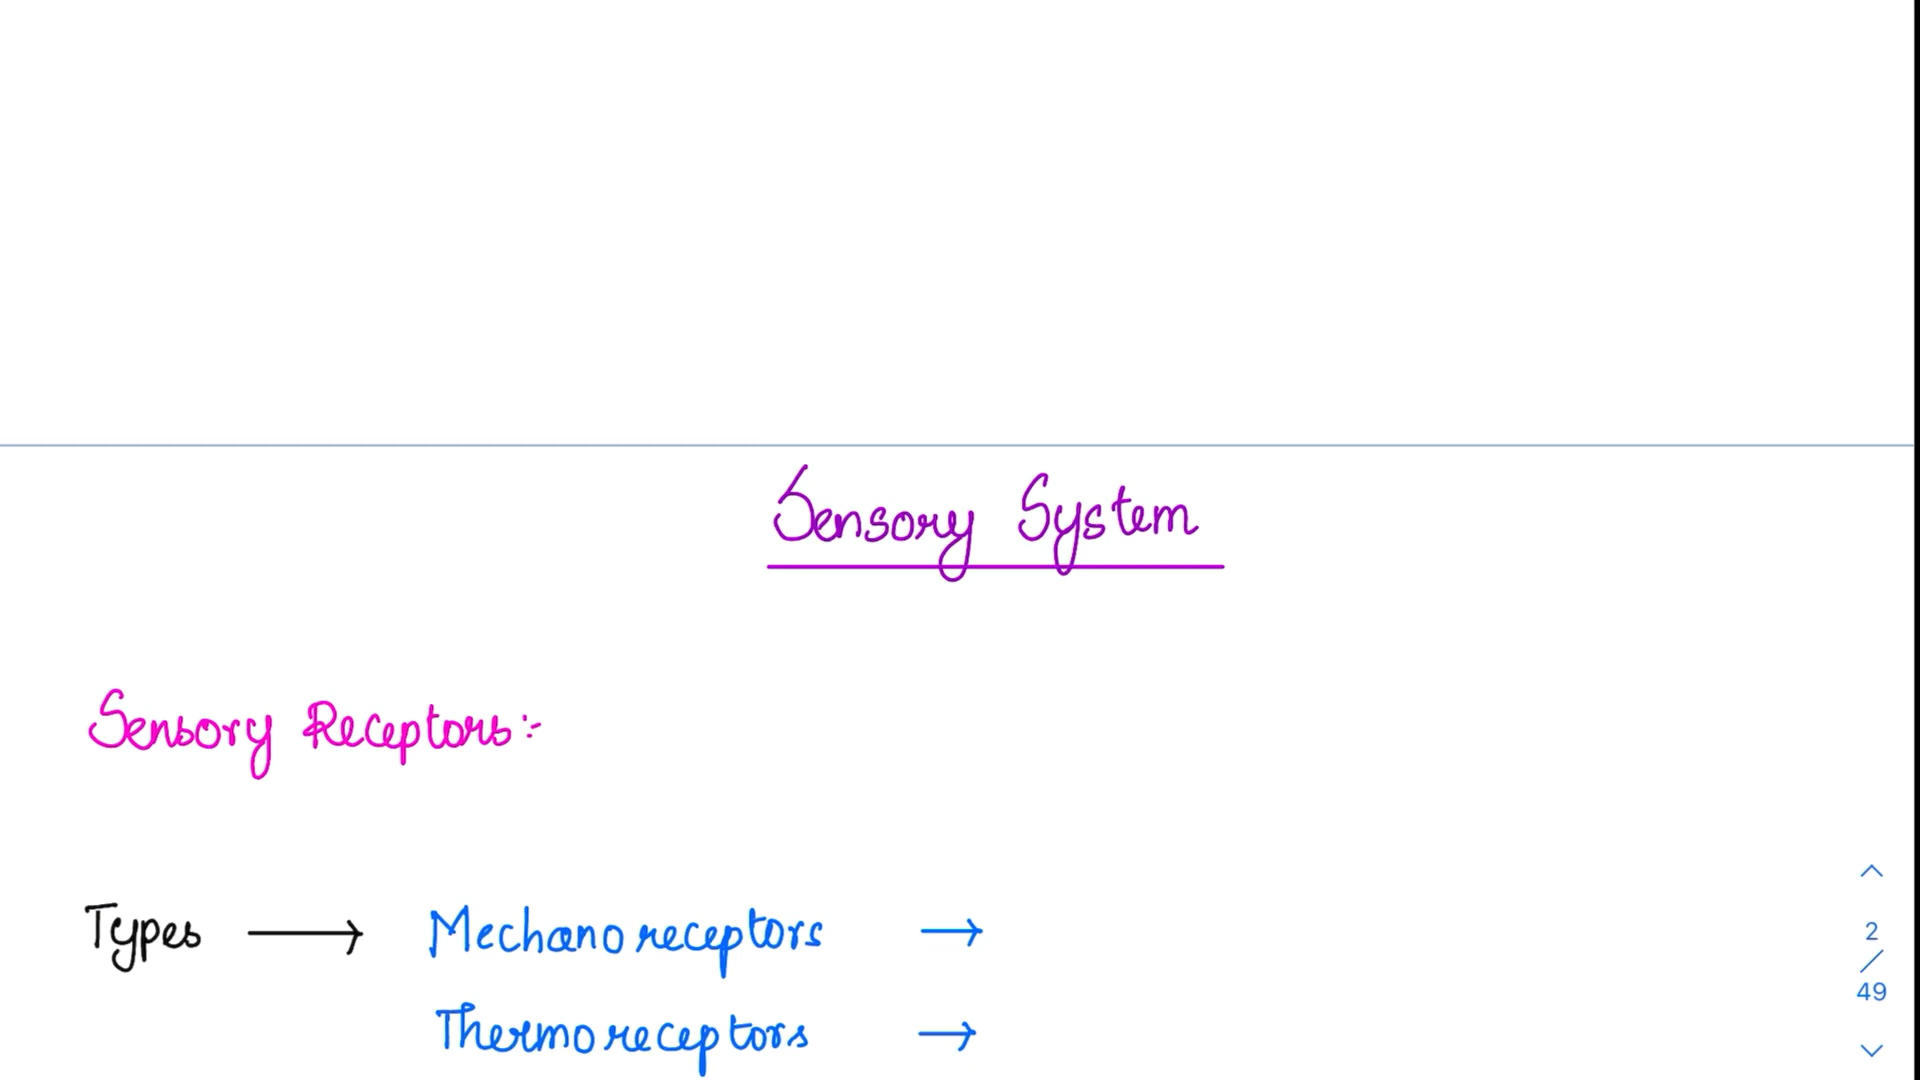 Sensory System
Sensory Receptors:-
Types → Mechanoreceptors →
Thermoreceptors →
2
/
49